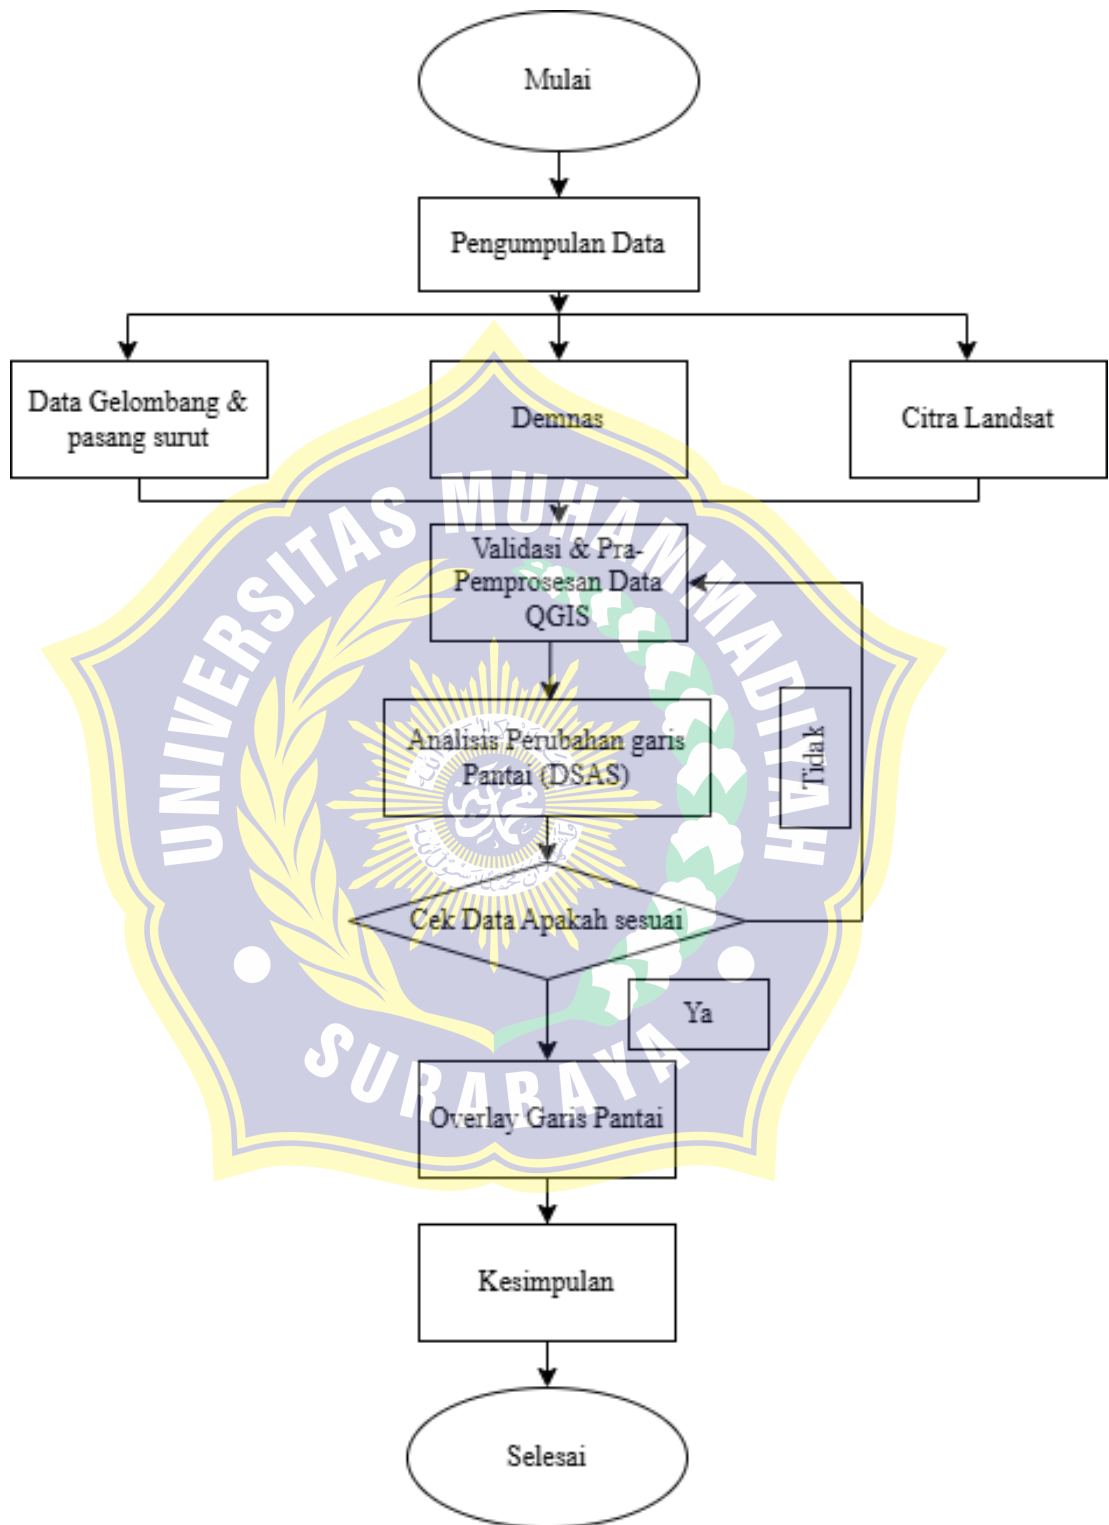 Mulai
Pengumpulan Data
Data Gelombang &
pasang surut
Demnas
Citra Landsat
Validasi & Pra-
Pemprosesan Data
QGIS
Analisis Perubahan garis
Pantai (DSAS)
Tidak
Cek Data Apakah sesuai
Ya
Overlay Garis Pantai
Kesimpulan
Selesai
UNIVERSITAS MUHAMMADIYAH
SURABAYA